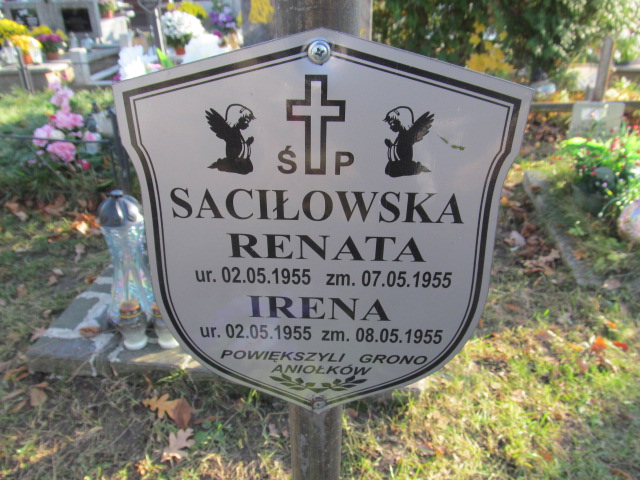 Ś P
SACIŁOWSKA
RENATA
ur. 02.05.1955 zm. 07.05.1955
IRENA
ur. 02.05.1955 zm. 08.05.1955
POWIĘKSZYLI GRONO
ANIOŁKÓW